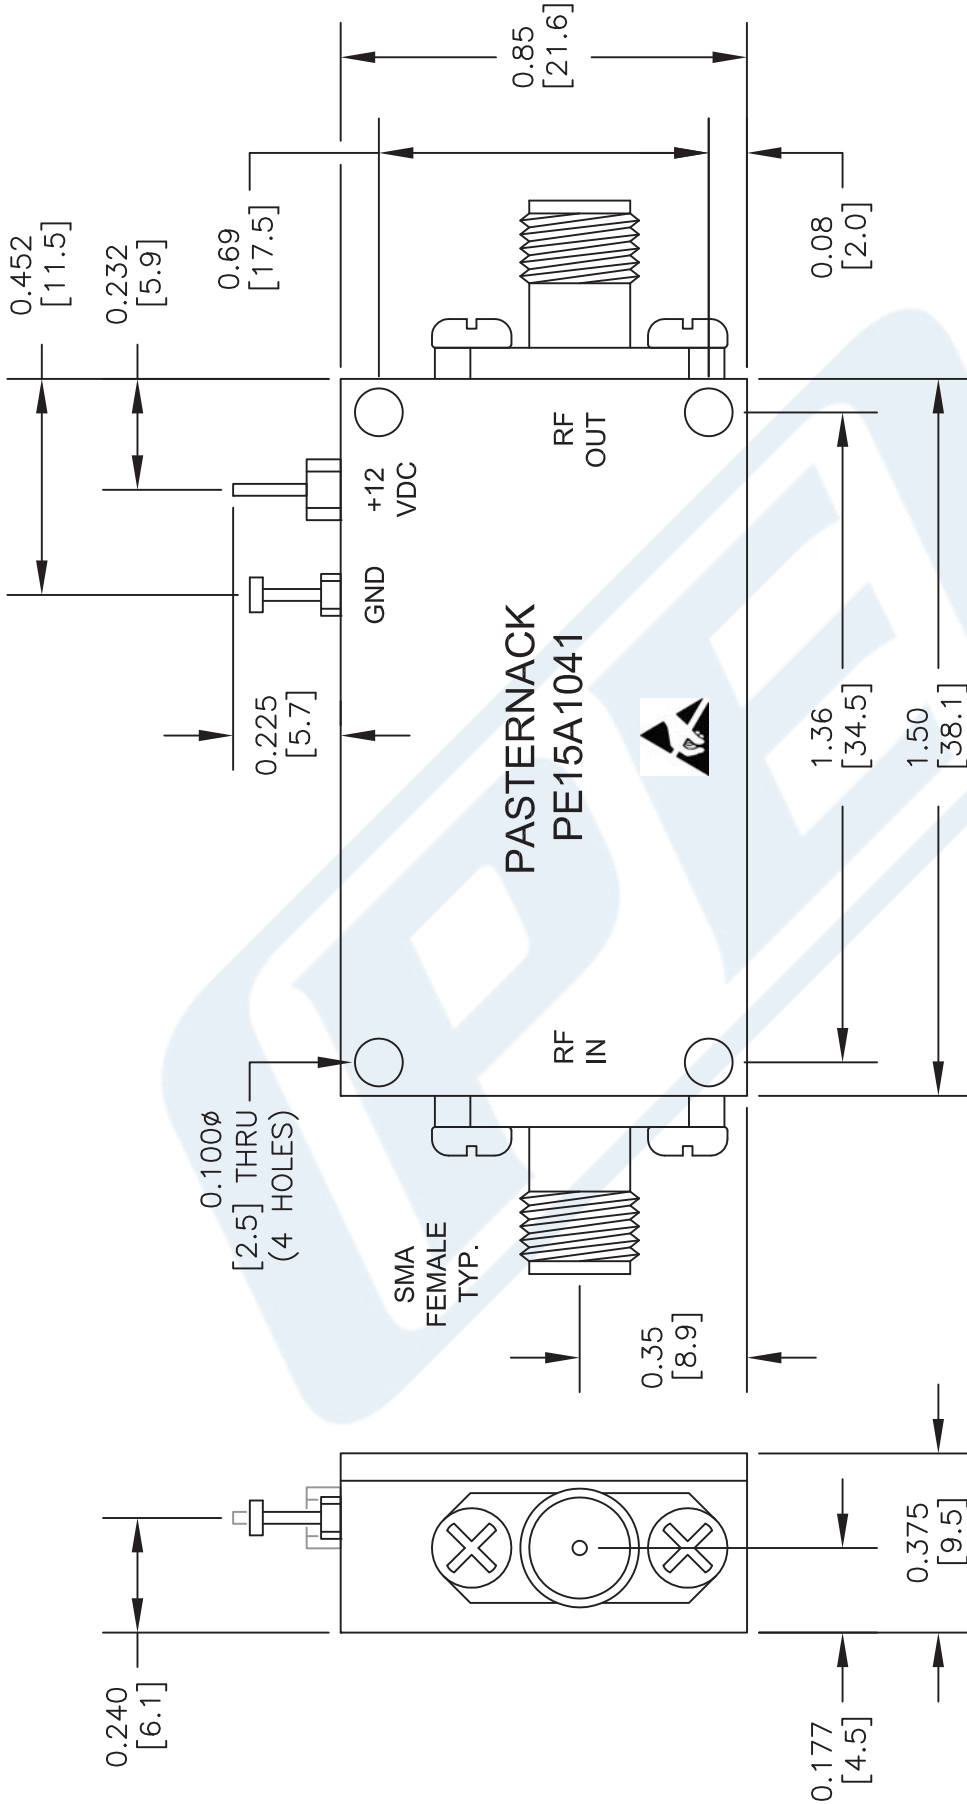 0.240
[6.1]
0.177
[4.5]
0.375
[9.5]
0.100ø
[2.5] THRU
(4 HOLES)
SMA
FEMALE
TYP.
0.35
[8.9]
0.225
[5.7]
0.452
[11.5]
0.232
[5.9]
0.69
[17.5]
0.85
[21.6]
0.08
[2.0]
1.36
[34.5]
1.50
[38.1]
GND
+12
VDC
RF
IN
PASTERNACK
PE15A1041
RF
OUT
PE